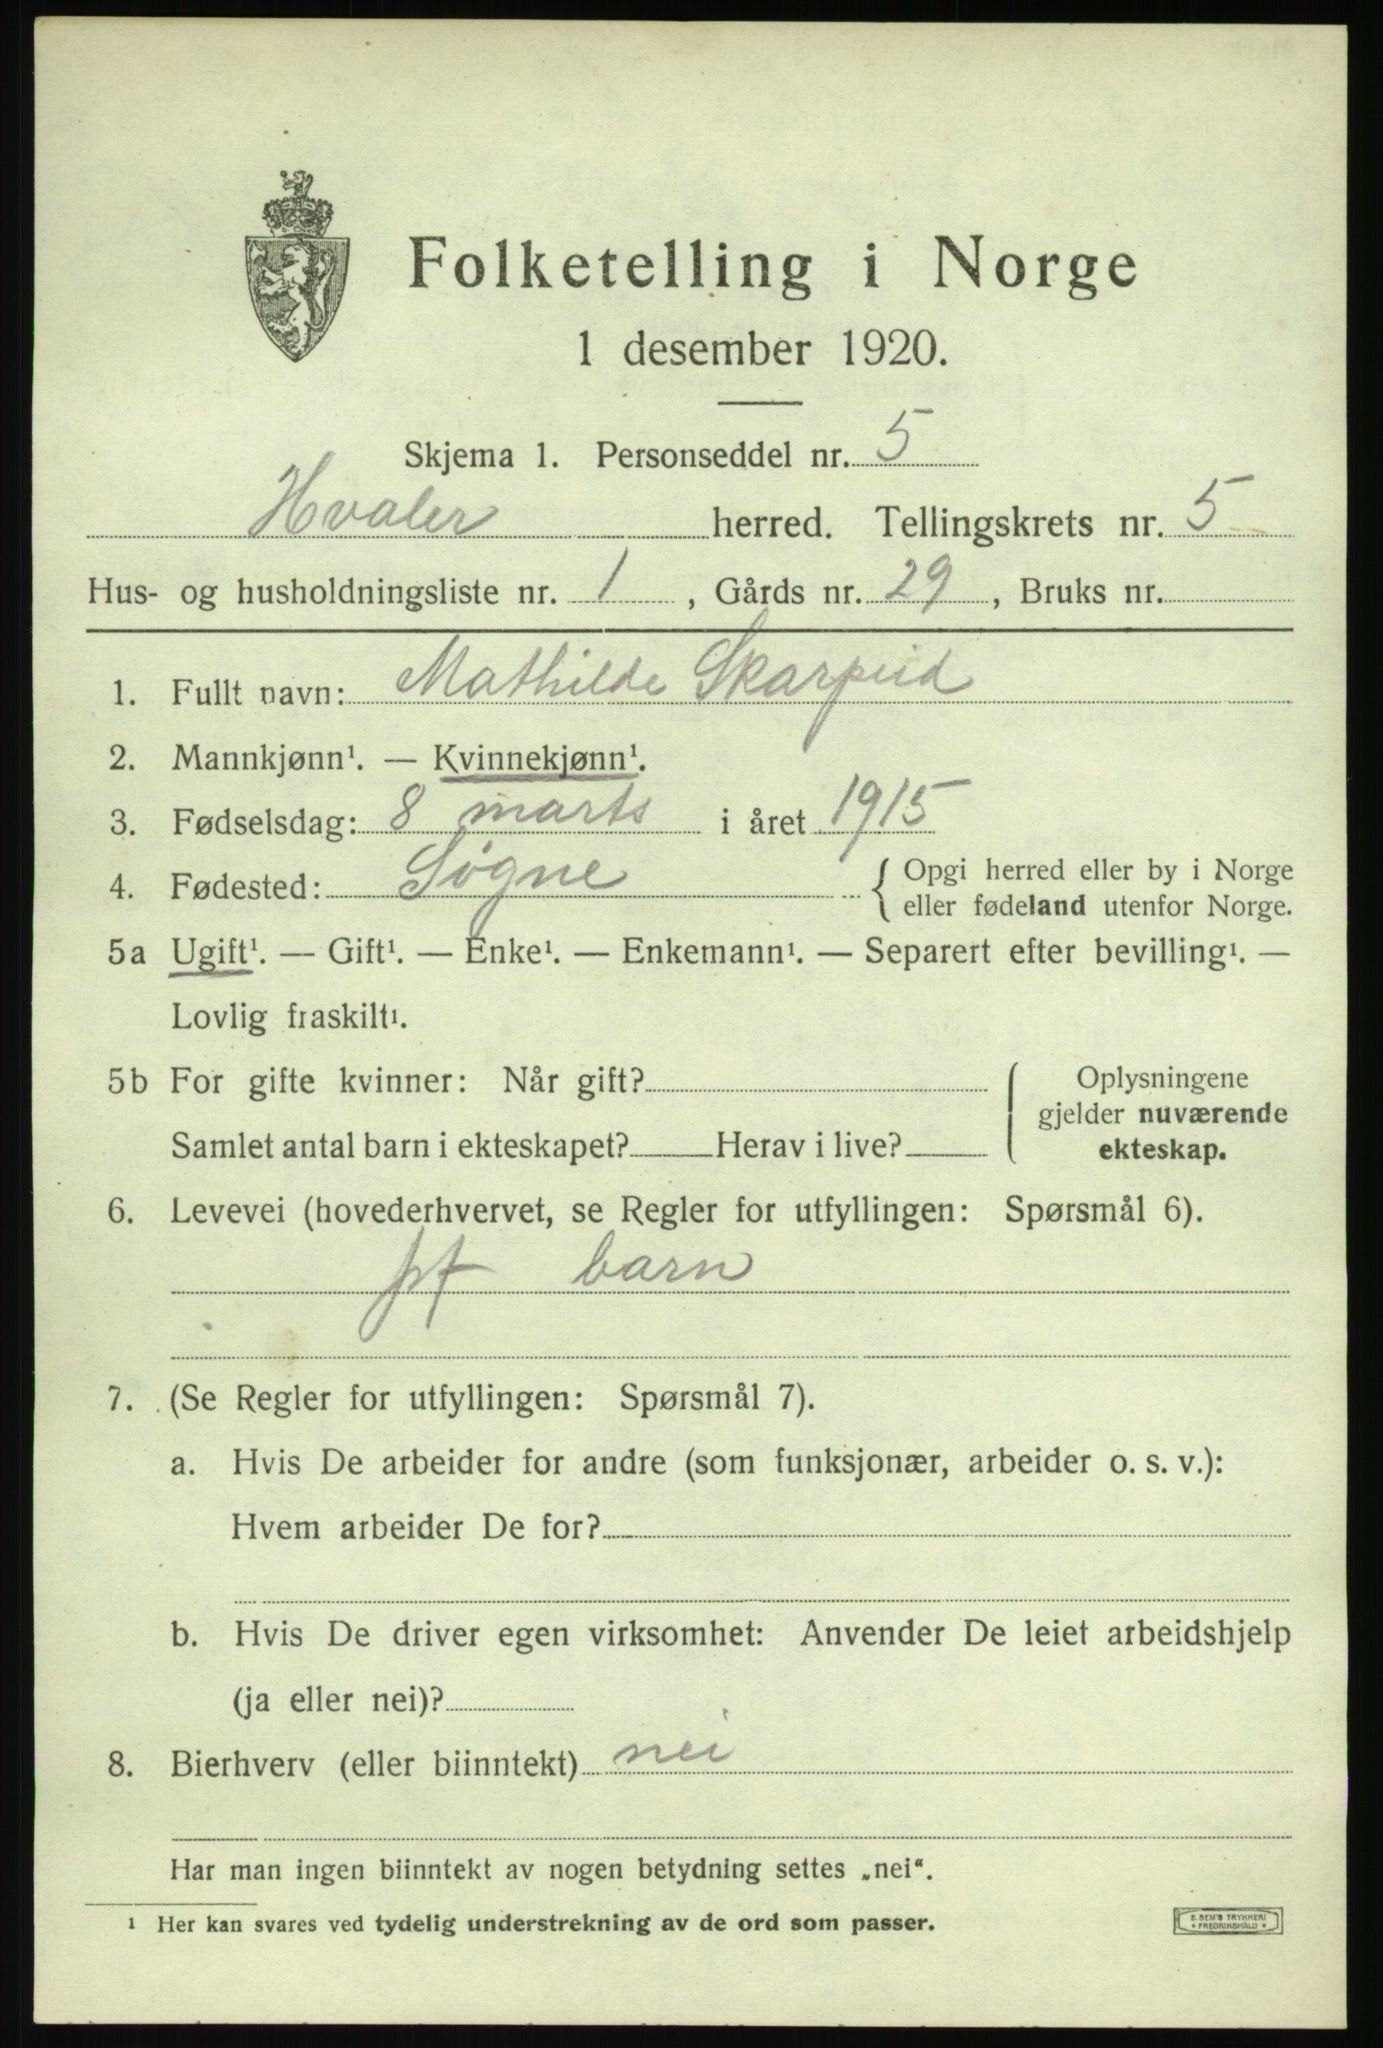 Folketelling i Norge
1 desember 1920.
Skjema 1. Personseddel nr. 5
Hvaler herred. Tellingskrets nr. 5
Hus- og husholdningsliste nr. 1, Gårds nr. 29, Bruks nr.
1. Fullt navn: Mathilde Skarpeid
2. Mannkjønn¹. — Kvinnekjønn¹.
3. Fødselsdag: 8 marts i året 1915
4. Fødested: Søgne { Opgi herred eller by i Norge
eller fødeland utenfor Norge.
5a Ugift¹. — Gift¹. — Enke¹. — Enkemann¹. — Separert efter bevilling¹. —
Lovlig fraskilt¹.
5b For gifte kvinner: Når gift?
Samlet antal barn i ekteskapet? Herav i live?
Oplysningene
gjelder nuværende
ekteskap.
6. Levevei (hovederhvervet, se Regler for utfyllingen: Spørsmål 6).
barn
7. (Se Regler for utfyllingen: Spørsmål 7).
a. Hvis De arbeider for andre (som funksjonær, arbeider o. s. v.):
Hvem arbeider De for?
b. Hvis De driver egen virksomhet: Anvender De leiet arbeidshjelp
(ja eller nei)?
8. Bierhverv (eller biinntekt) nei
Har man ingen biinntekt av nogen betydning settes „nei“.
¹ Her kan svares ved tydelig understrekning av de ord som passer.
E. SEM'S TRYKKERI
* FREDRIKSHALD *